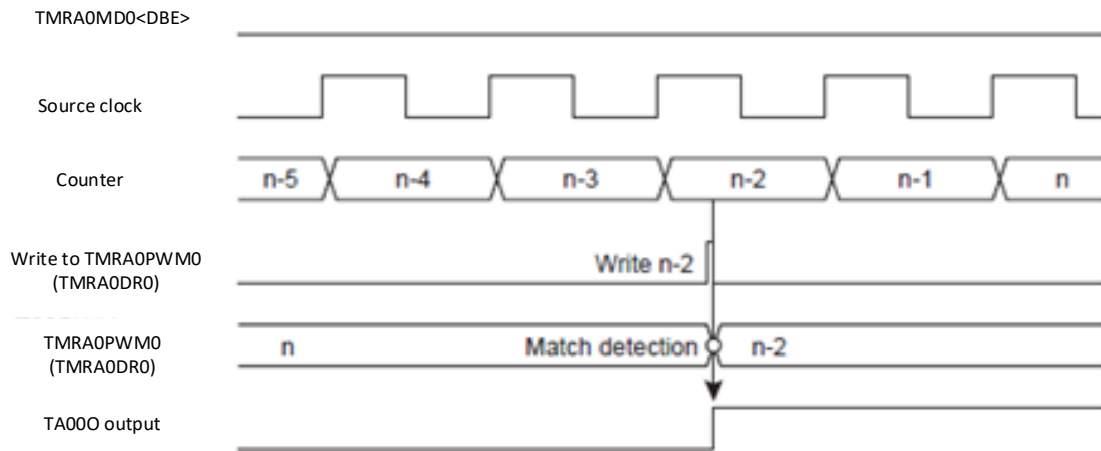 TMRA0MD0<DBE>
Source clock
Counter
n-5 n-4 n-3 n-2 n-1 n
Write to TMRA0PWM0
(TMRA0DR0)
Write n-2
TMRA0PWM0
(TMRA0DR0)
n Match detection n-2
TA00O output